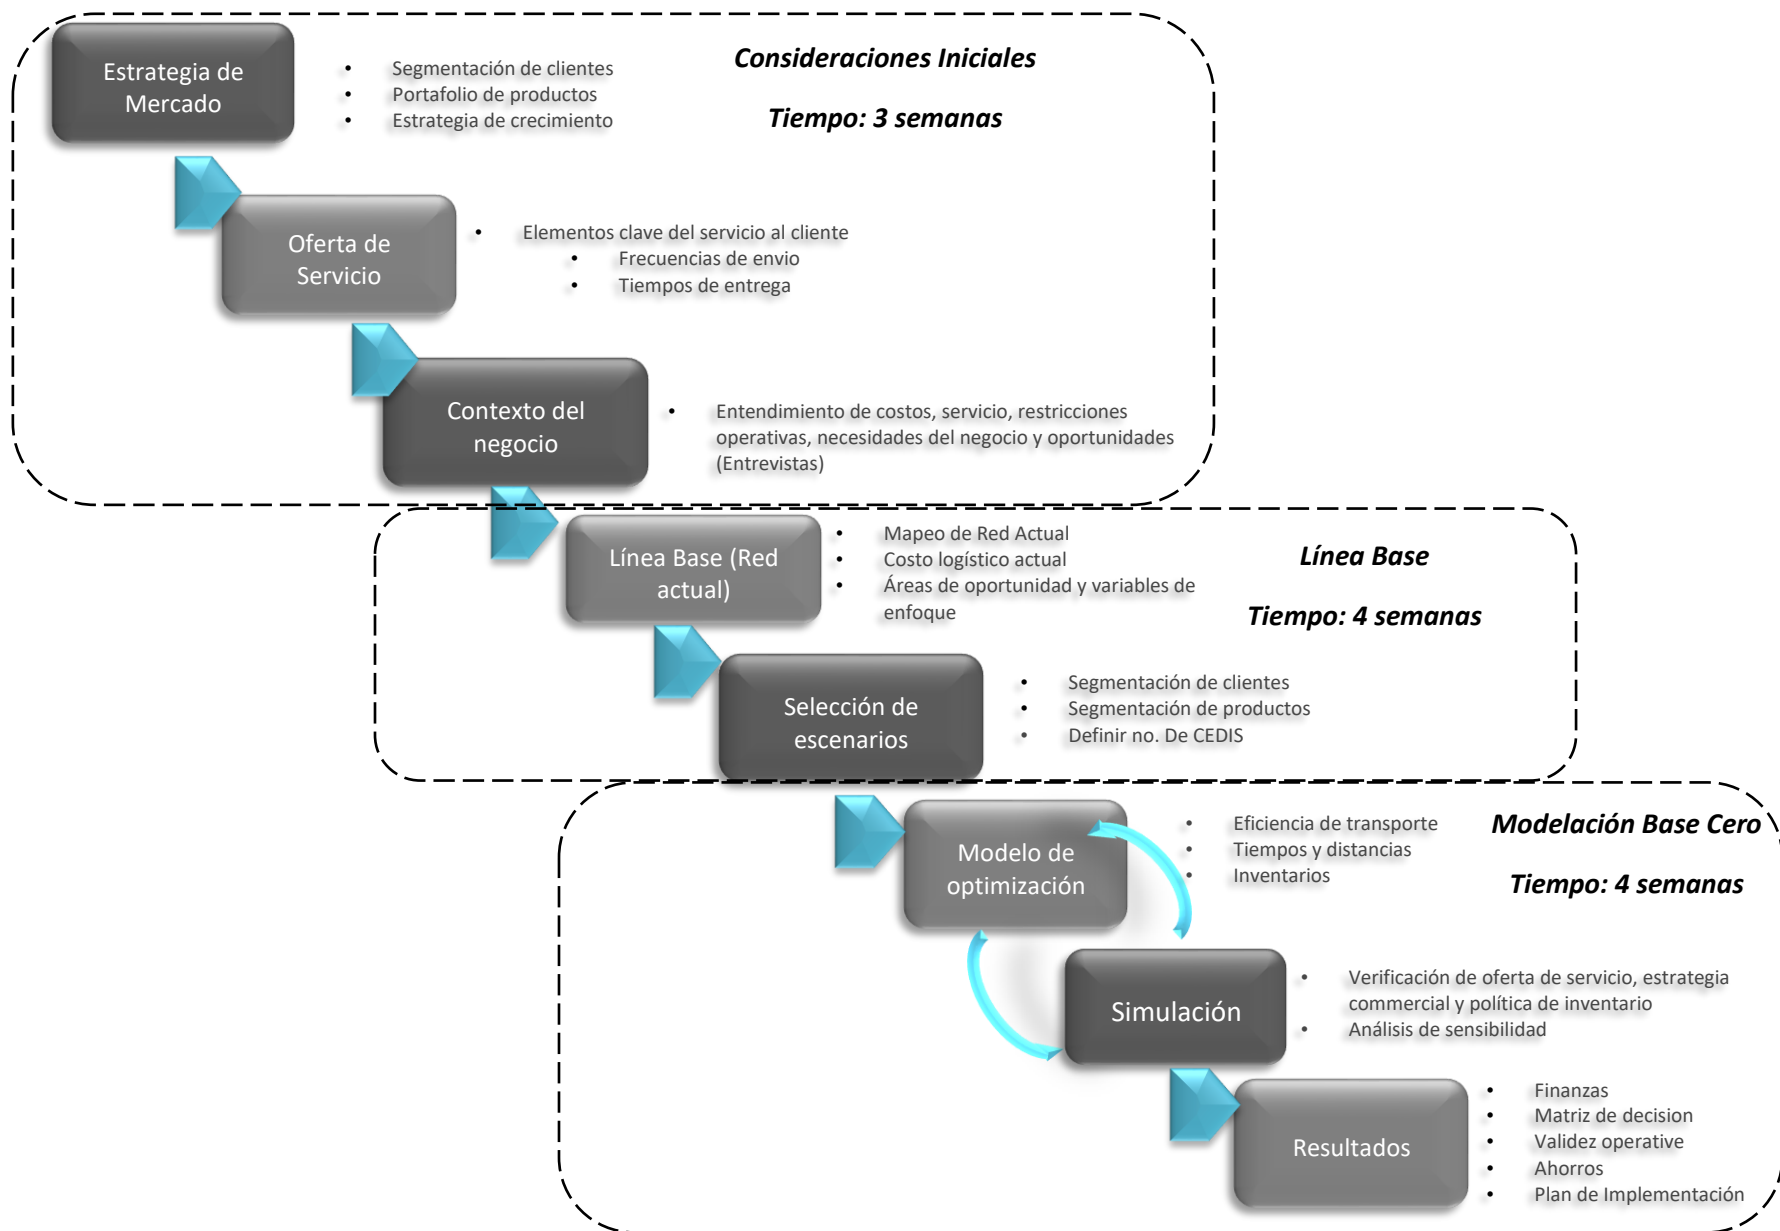 Estrategia de
Mercado
• Segmentación de clientes
• Portafolio de productos
• Estrategia de crecimiento
Consideraciones Iniciales
Tiempo: 3 semanas
Oferta de
Servicio
• Elementos clave del servicio al cliente
• Frecuencias de envio
• Tiempos de entrega
Contexto del
negocio
• Entendimiento de costos, servicio, restricciones
operativas, necesidades del negocio y oportunidades
(Entrevistas)
Línea Base (Red
actual)
• Mapeo de Red Actual
• Costo logístico actual
• Áreas de oportunidad y variables de
enfoque
Línea Base
Tiempo: 4 semanas
Selección de
escenarios
• Segmentación de clientes
• Segmentación de productos
• Definir no. De CEDIS
Modelo de
optimización
• Eficiencia de transporte
• Tiempos y distancias
• Inventarios
Modelación Base Cero
Tiempo: 4 semanas
Simulación
• Verificación de oferta de servicio, estrategia
commercial y política de inventario
• Análisis de sensibilidad
Resultados
• Finanzas
• Matriz de decision
• Validez operative
• Ahorros
• Plan de Implementación